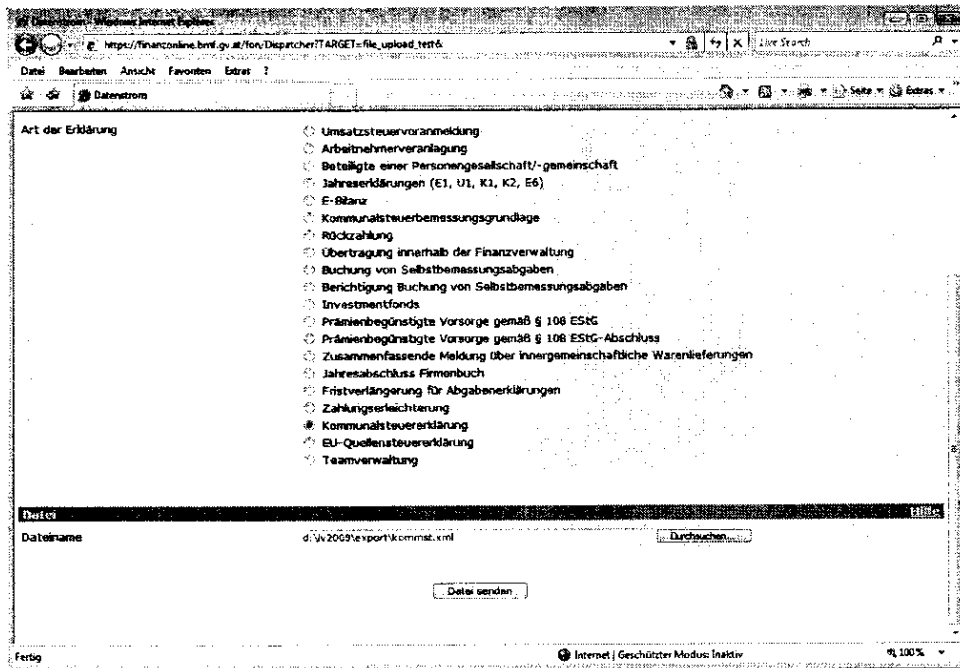 Datenstrom - Windows Internet Explorer
https://finanzonline.bmf.gv.at/fon/Dispatcher?TARGET=file_upload_test&
Live Search
Datei Bearbeiten Ansicht Favoriten Extras ?
Datenstrom
Seite Extras
Art der Erklärung
Umsatzsteuervoranmeldung
Arbeitnehmerveranlagung
Beteiligte einer Personengesellschaft/-gemeinschaft
Jahreserklärungen (E1, U1, K1, K2, E6)
E-Bilanz
Kommunalsteuerbemessungsgrundlage
Rückzahlung
Übertragung innerhalb der Finanzverwaltung
Buchung von Selbstbemessungsabgaben
Berichtigung Buchung von Selbstbemessungsabgaben
Investmentfonds
Prämienbegünstigte Vorsorge gemäß § 108 EStG
Prämienbegünstigte Vorsorge gemäß § 108 EStG-Abschluss
Zusammenfassende Meldung über innergemeinschaftliche Warenlieferungen
Jahresabschluss Firmenbuch
Fristverlängerung für Abgabenerklärungen
Zahlungserleichterung
Kommunalsteuererklärung
EU-Quellensteuererklärung
Teamverwaltung
Datei Hilfe
Dateiname d:\lv2009\export\kommst.xml Durchsuchen...
Datei senden
Fertig Internet | Geschützter Modus: Inaktiv 100 %